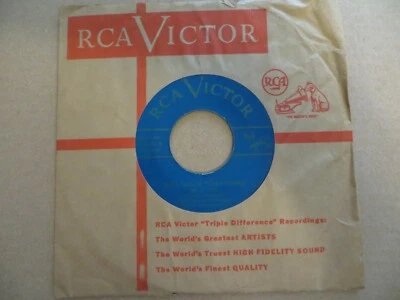 RCA VICTOR
RCA
"HIS MASTER'S VOICE"
RCA VICTOR
RCA Victor "Triple Difference" Recordings:
The World's Greatest ARTISTS
The World's Truest HIGH FIDELITY SOUND
The World's Finest QUALITY